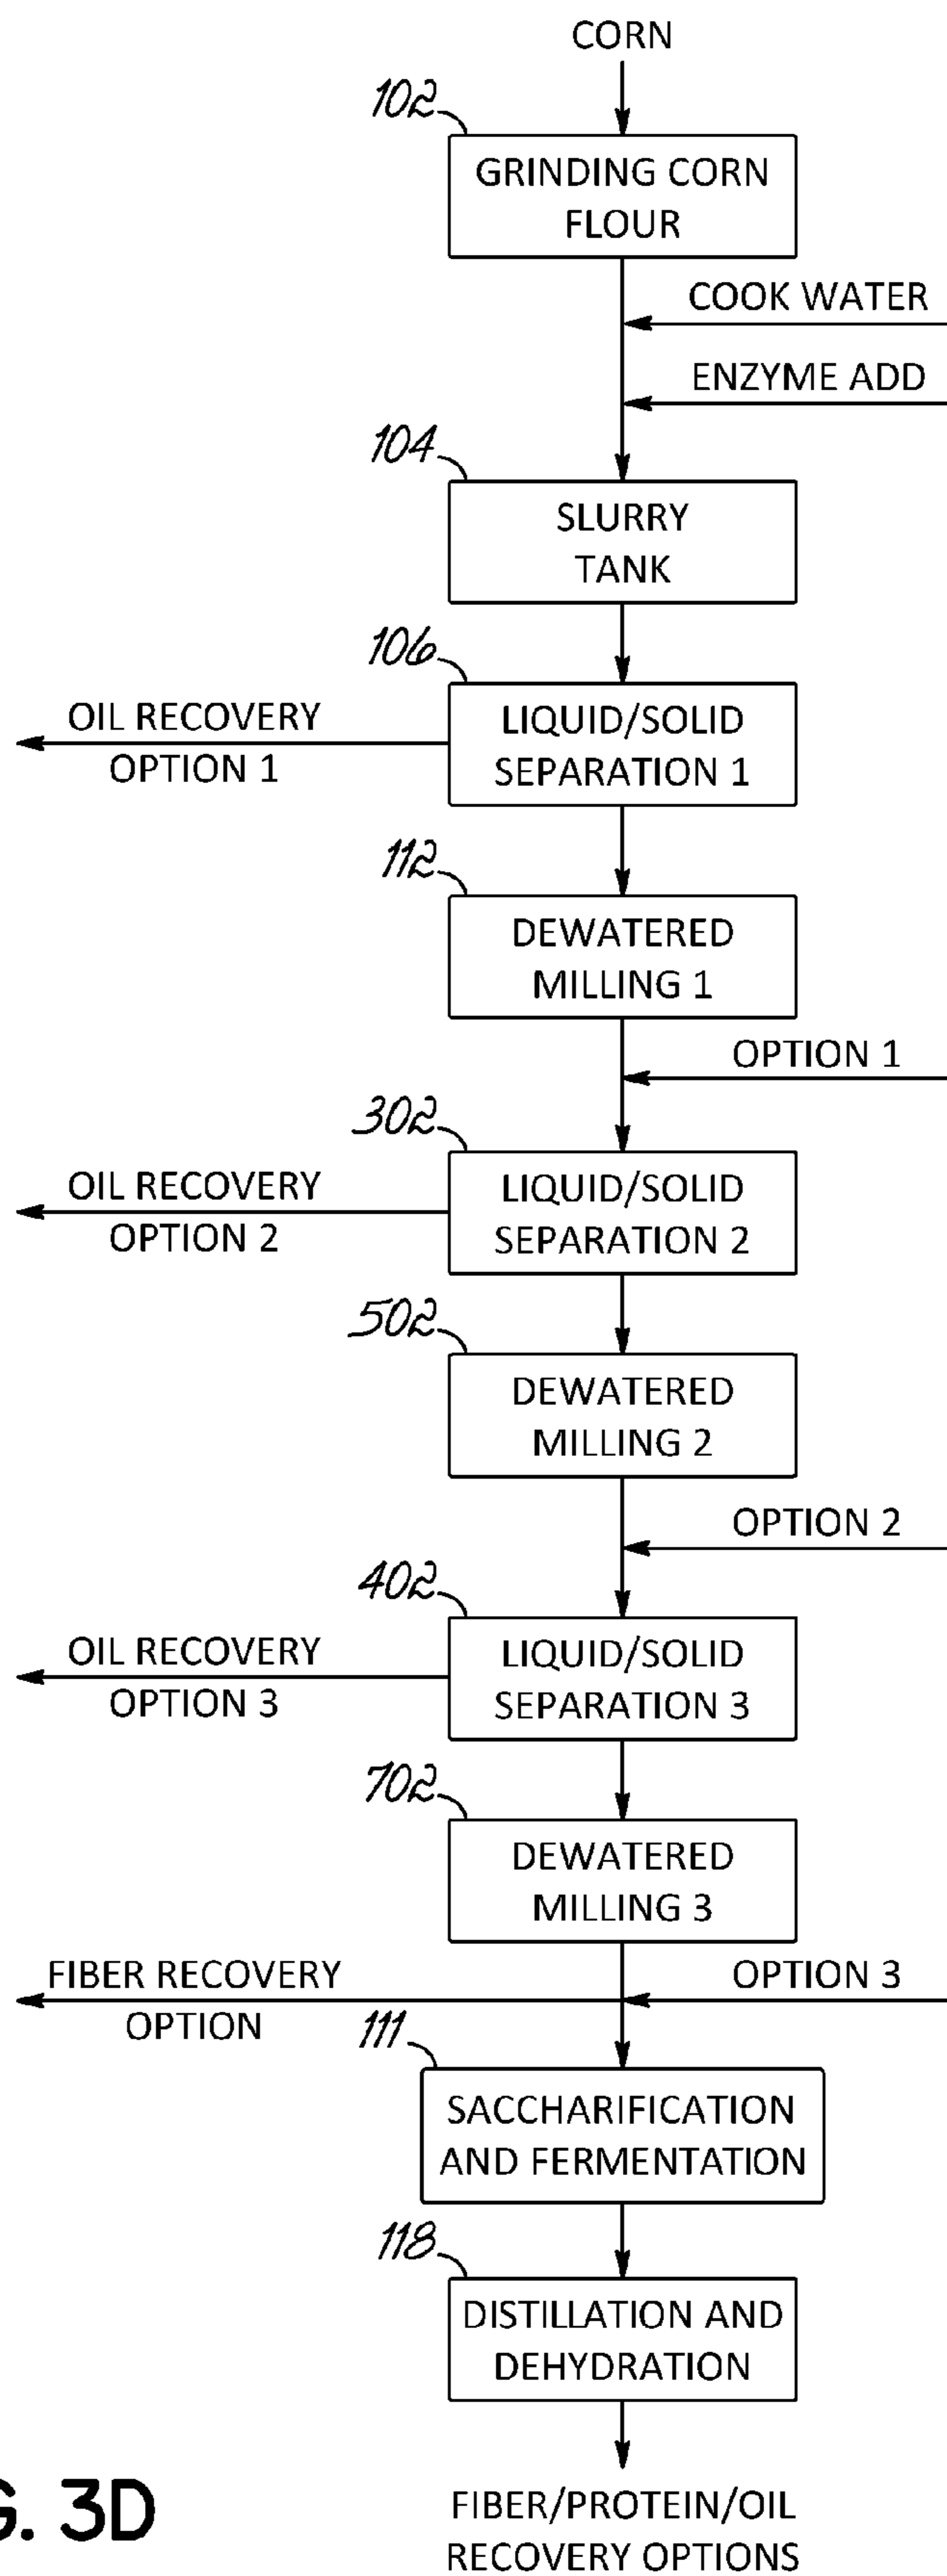 CORN
102
GRINDING CORN
FLOUR
COOK WATER
ENZYME ADD
104
SLURRY
TANK
106
LIQUID/SOLID
SEPARATION 1
OIL RECOVERY
OPTION 1
112
DEWATERED
MILLING 1
OPTION 1
302
LIQUID/SOLID
SEPARATION 2
OIL RECOVERY
OPTION 2
502
DEWATERED
MILLING 2
OPTION 2
402
LIQUID/SOLID
SEPARATION 3
OIL RECOVERY
OPTION 3
702
DEWATERED
MILLING 3
FIBER RECOVERY
OPTION
OPTION 3
111
SACCHARIFICATION
AND FERMENTATION
118
DISTILLATION AND
DEHYDRATION
G. 3D
FIBER/PROTEIN/OIL
RECOVERY OPTIONS